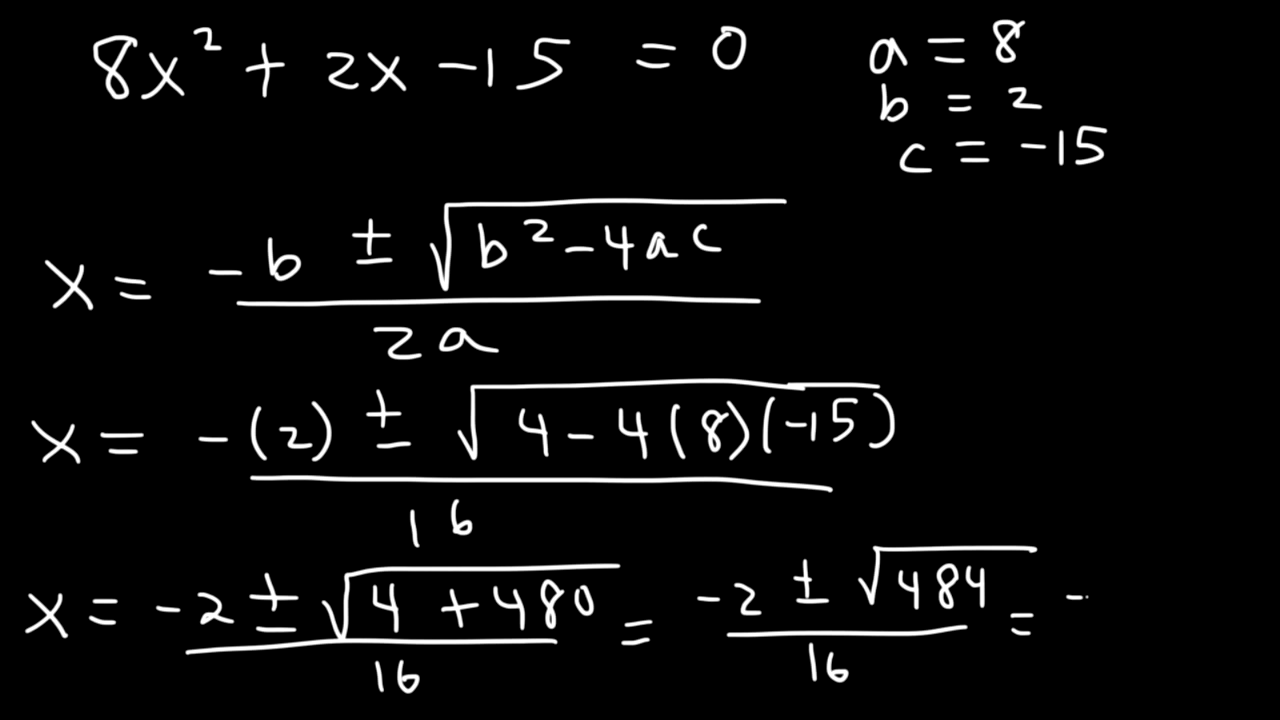 8x² + 2x - 15 = 0
a = 8
b = 2
c = -15
x = -b ± √(b² - 4ac) / 2a
x = -(2) ± √(4 - 4(8)(-15)) / 16
x = -2 ± √(4 + 480) / 16 = -2 ± √484 / 16 = -